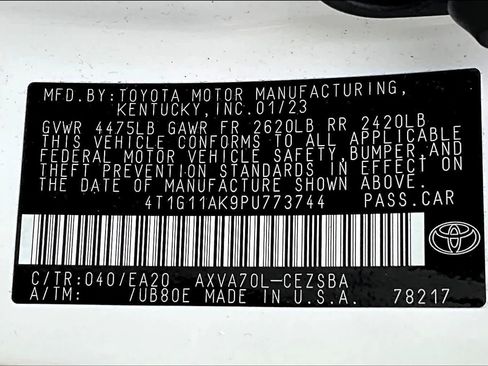 MFD.BY:TOYOTA MOTOR MANUFACTURING,
KENTUCKY,INC.01/23
GVWR 4475LB GAWR FR 2620LB RR 2420LB
THIS VEHICLE CONFORMS TO ALL APPLICABLE
FEDERAL MOTOR VEHICLE SAFETY,BUMPER AND
THEFT PREVENTION STANDARDS IN EFFECT ON
THE DATE OF MANUFACTURE SHOWN ABOVE.
4T1G11AK9PU773744 PASS.CAR
C/TR:040/EA20 AXVA70L-CEZSBA
A/TM: /UB80E MADE IN U.S.A. 78217